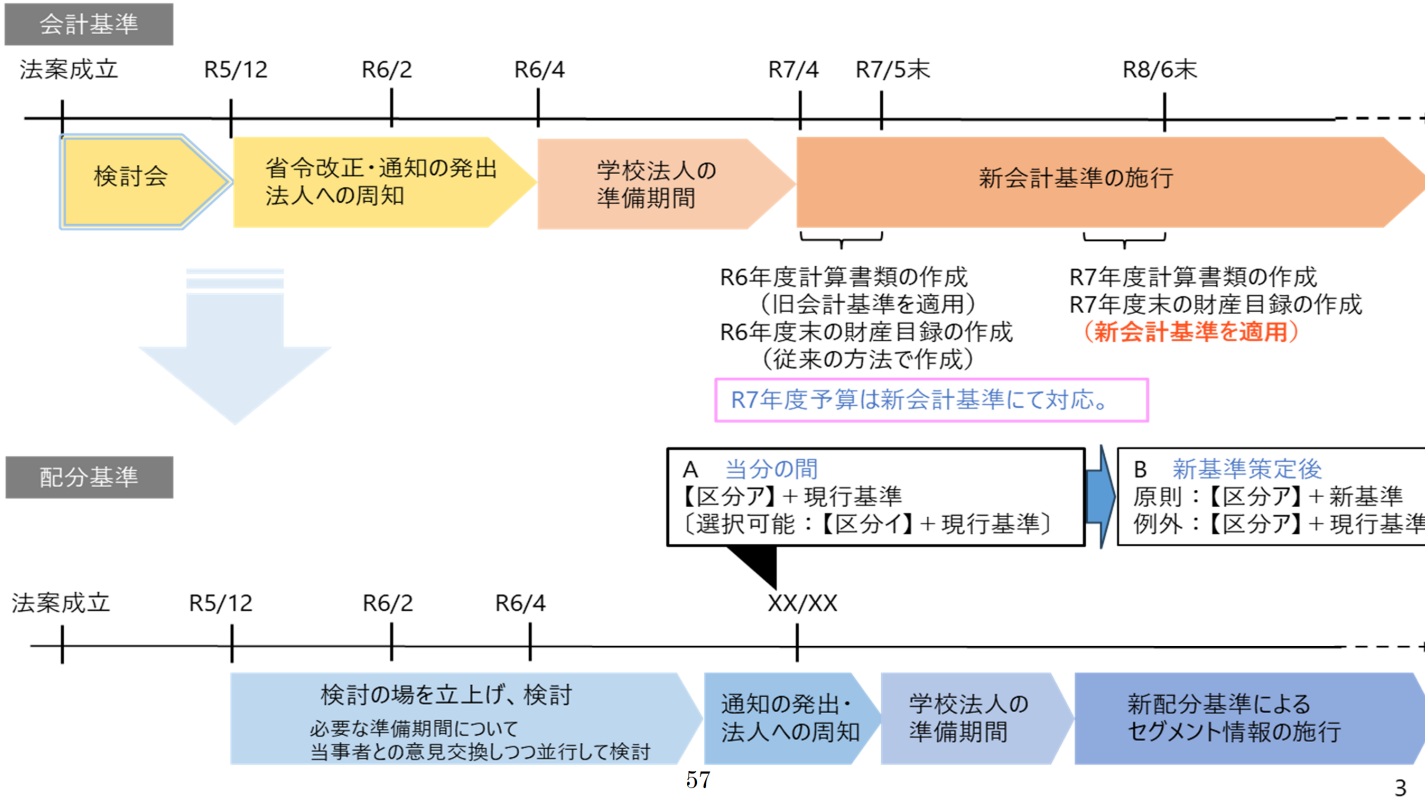 会計基準
法案成立 R5/12 R6/2 R6/4 R7/4 R7/5末 R8/6末
検討会
省令改正・通知の発出
法人への周知
学校法人の
準備期間
新会計基準の施行
R6年度計算書類の作成
（旧会計基準を適用）
R6年度末の財産目録の作成
（従来の方法で作成）
R7年度計算書類の作成
R7年度末の財産目録の作成
（新会計基準を適用）
R7年度予算は新会計基準にて対応。
配分基準
A 当分の間
【区分ア】＋現行基準
〔選択可能：【区分イ】＋現行基準〕
B 新基準策定後
原則：【区分ア】＋新基準
例外：【区分ア】＋現行基準
法案成立 R5/12 R6/2 R6/4 XX/XX
検討の場を立上げ、検討
必要な準備期間について
当事者との意見交換しつつ並行して検討
通知の発出・
法人への周知
学校法人の
準備期間
新配分基準による
セグメント情報の施行
57
3